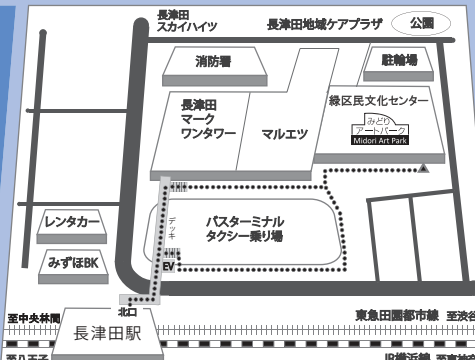 長津田
スカイハイツ
長津田地域ケアプラザ
公園
消防署
駐輪場
長津田
マーク
ワンタワー
マルエツ
緑区民文化センター
みどり
アートパーク
Midori Art Park
レンタカー
デッキ
バスターミナル
タクシー乗り場
みずほBK
EV
北口
至中央林間
東急田園都市線
至渋谷
長津田駅
至八王子
JR横浜線